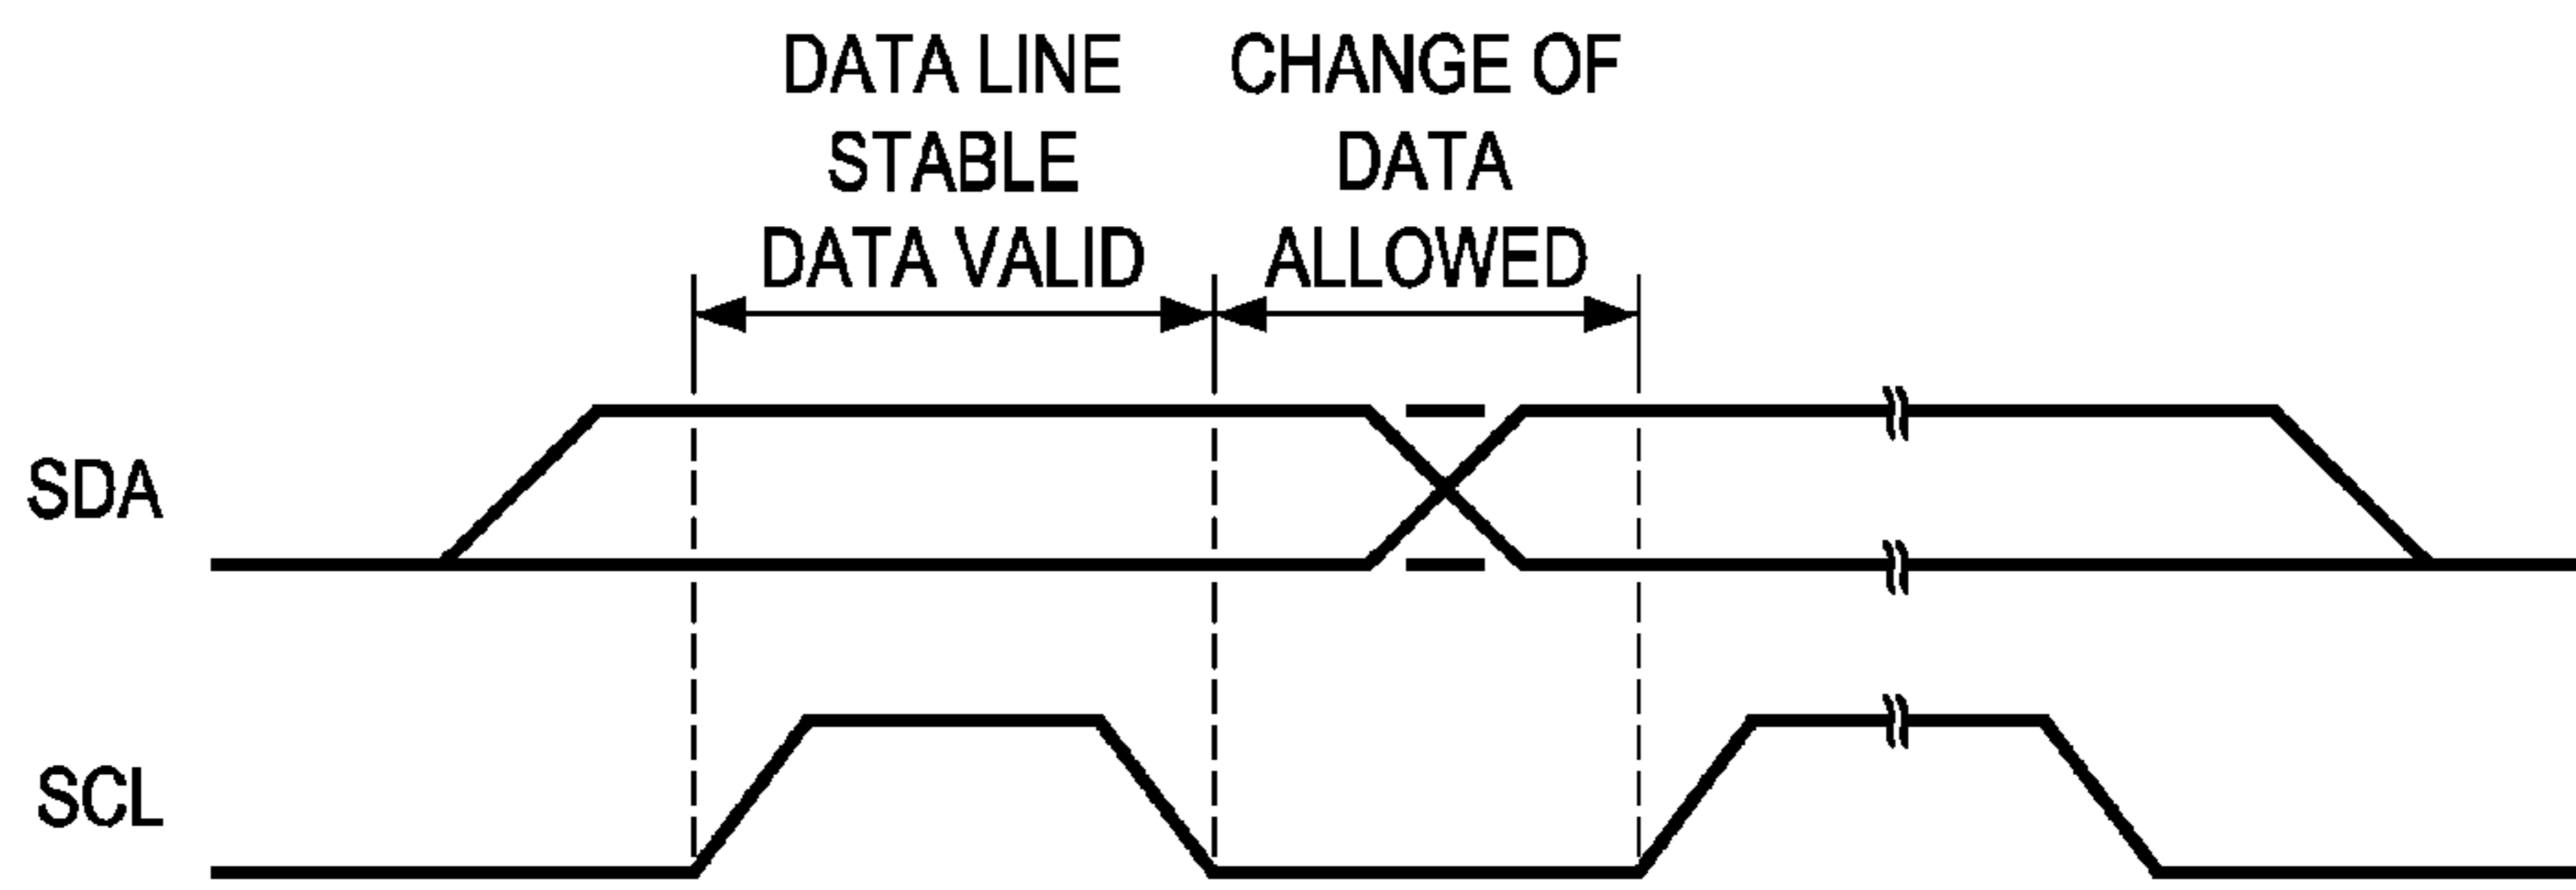 DATA LINE
STABLE
DATA VALID
CHANGE OF
DATA
ALLOWED
SDA
SCL